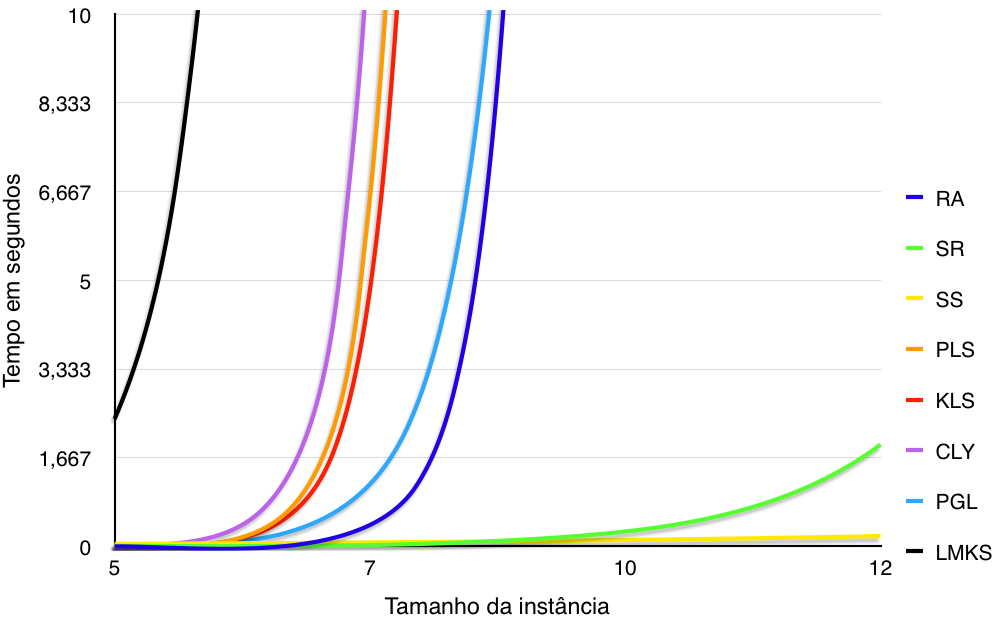 10
8,333
6,667
5
3,333
1,667
0
Tempo em segundos
5
7
10
12
Tamanho da instância
RA
SR
SS
PLS
KLS
CLY
PGL
LMKS